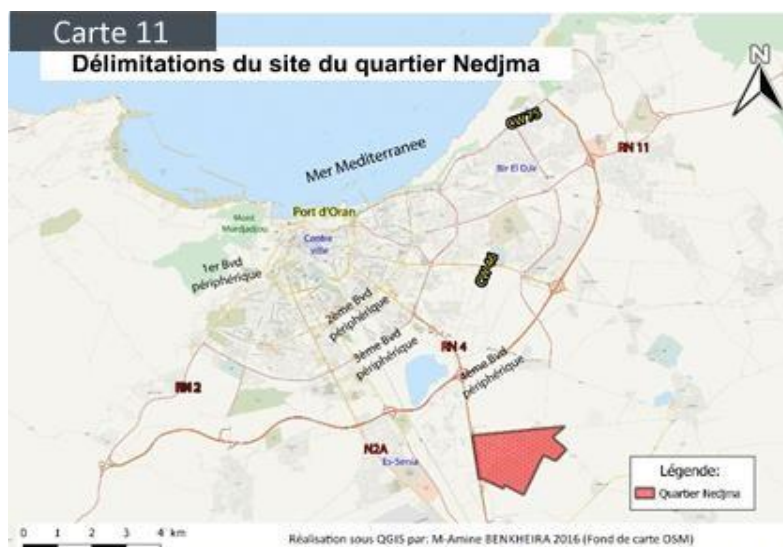 Carte 11
Délimitations du site du quartier Nedjma
N
CW75
RN 11
Mer Mediterranee
Bir El Djir
Port d'Oran
Mont
Murdjadjou
Centre
ville
CW 46
1er Bvd
périphérique
2ème Bvd
périphérique
3ème Bvd
périphérique
RN 4
4ème Bvd
périphérique
RN 2
N2A
Es-Senia
Légende:
Quartier Nedjma
0 1 2 3 4 km
Réalisation sous QGIS par: M-Amine BENKHEIRA 2016 (Fond de carte OSM)